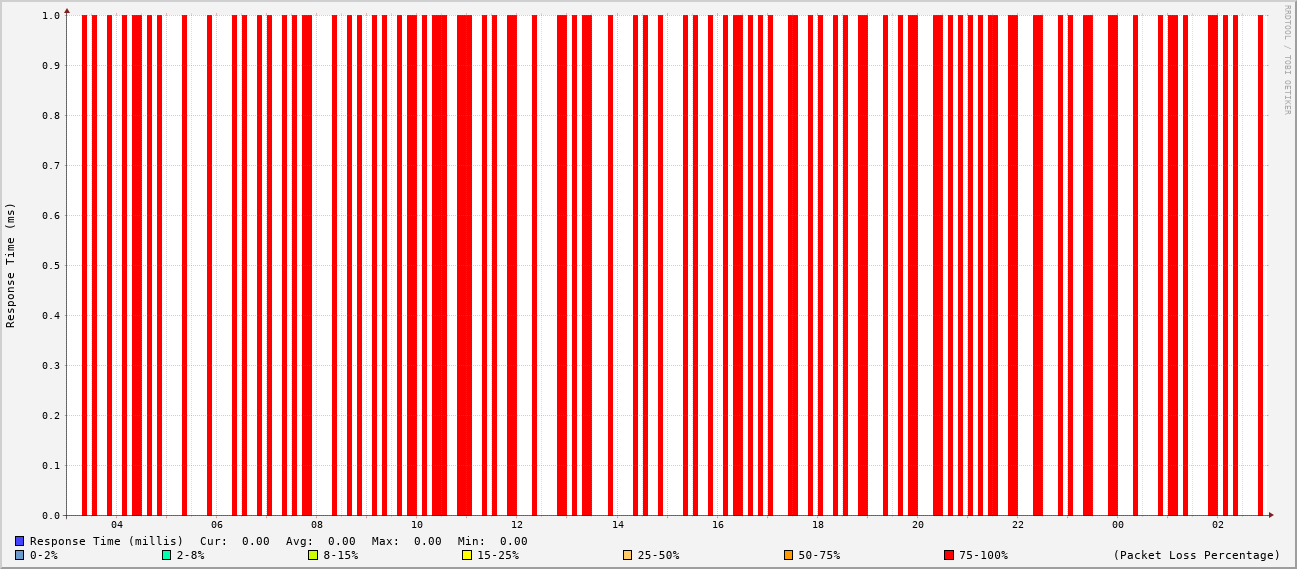 RRDTOOL / TOBI OETIKER
Response Time (ms)
1.0
0.9
0.8
0.7
0.6
0.5
0.4
0.3
0.2
0.1
0.0
04 06 08 10 12 14 16 18 20 22 00 02
Response Time (millis) Cur: 0.00 Avg: 0.00 Max: 0.00 Min: 0.00
0-2% 2-8% 8-15% 15-25% 25-50% 50-75% 75-100% (Packet Loss Percentage)